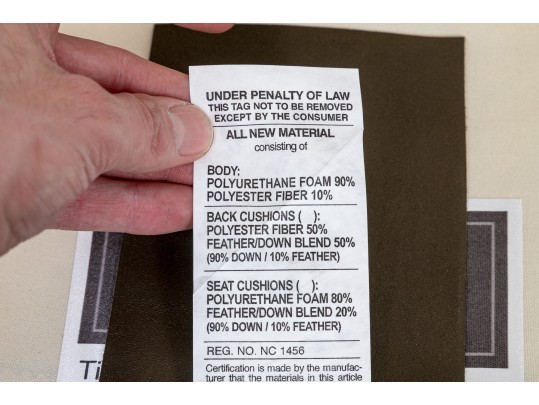 UNDER PENALTY OF LAW
THIS TAG NOT TO BE REMOVED
EXCEPT BY THE CONSUMER
ALL NEW MATERIAL
consisting of
BODY:
POLYURETHANE FOAM 90%
POLYESTER FIBER 10%
BACK CUSHIONS ( ):
POLYESTER FIBER 50%
FEATHER/DOWN BLEND 50%
(90% DOWN / 10% FEATHER)
SEAT CUSHIONS ( ):
POLYURETHANE FOAM 80%
FEATHER/DOWN BLEND 20%
(90% DOWN / 10% FEATHER)
REG. NO. NC 1456
Certification is made by the manufac-
turer that the materials in this article